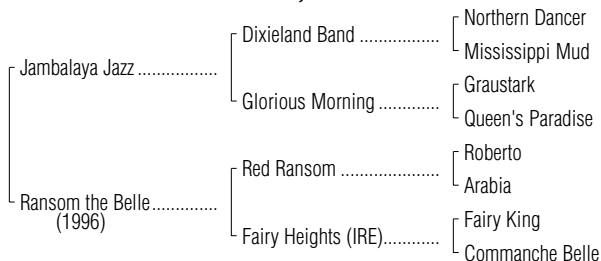 Northern Dancer
Dixieland Band ..................
Mississippi Mud
Jambalaya Jazz ..................
Graustark
Glorious Morning .............
Queen's Paradise
Roberto
Red Ransom ......................
Arabia
Ransom the Belle...............
(1996)
Fairy King
Fairy Heights (IRE).............
Commanche Belle